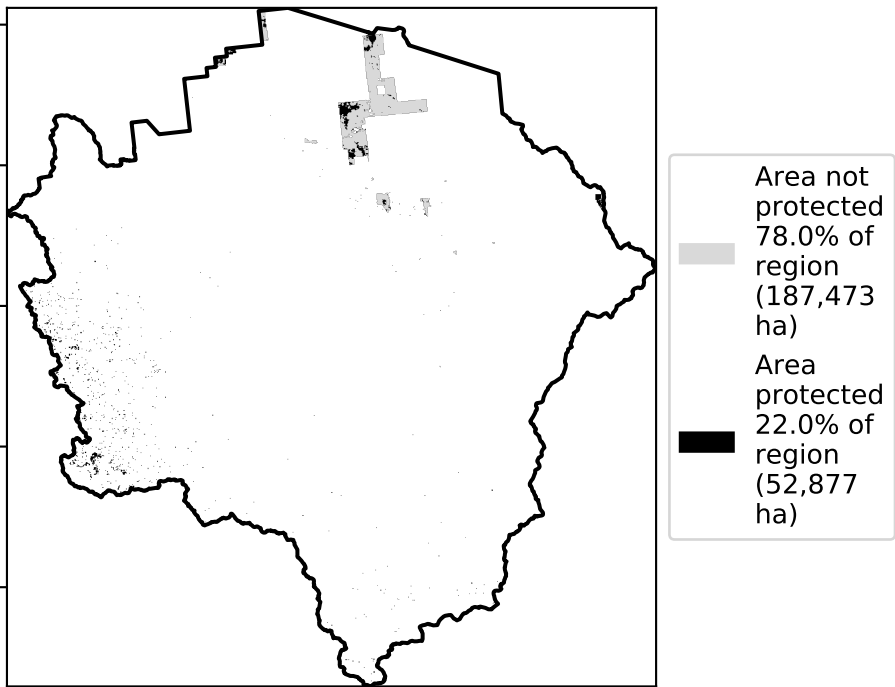 Area not
protected
78.0% of
region
(187,473
ha)
Area
protected
22.0% of
region
(52,877
ha)